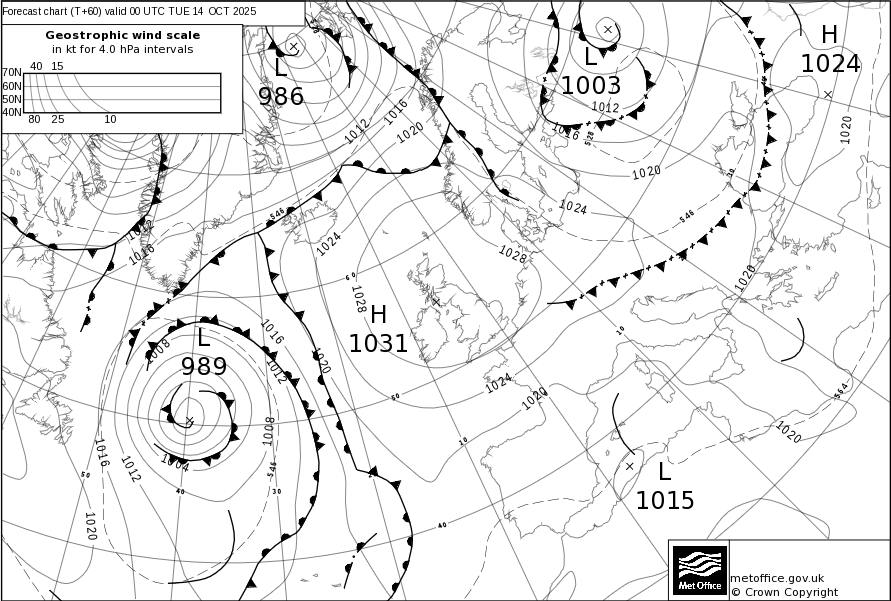 Forecast chart (T+60) valid 00 UTC TUE 14 OCT 2025
Geostrophic wind scale
in kt for 4.0 hPa intervals
40 15
70N
60N
50N
40N
80 25 10
L
986
L
1003
H
1024
1012
1016
1020
1012
1016
528
1020
1020
1024
546
1012
1016
1024
546
1028
1020
60
1028
H
1031
L
989
1008
1016
1012
1020
10
50
1024
1020
564
1020
1008
1016
1012
1004
546
10
50
40
30
40
1020
L
1015
Met Office
metoffice.gov.uk
© Crown Copyright